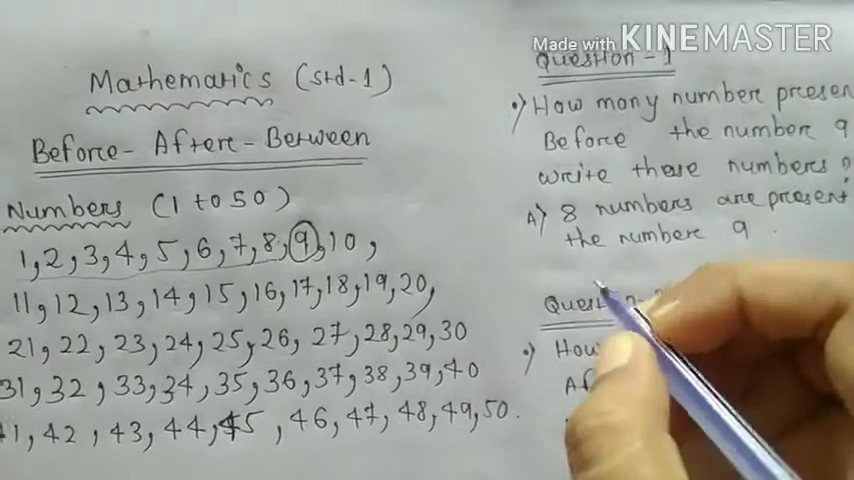 Made with KINEMASTER
Mathematics (std-1)
Before - After - Between
Numbers (1 to 50)
1, 2, 3, 4, 5, 6, 7, 8, 9, 10,
11, 12, 13, 14, 15, 16, 17, 18, 19, 20,
21, 22, 23, 24, 25, 26, 27, 28, 29, 30
31, 32, 33, 34, 35, 36, 37, 38, 39, 40
41, 42, 43, 44, 45, 46, 47, 48, 49, 50.
Question - 1
How many number presen
Before the number 9
write these numbers?
A) 8 numbers are present
the number 9.
How